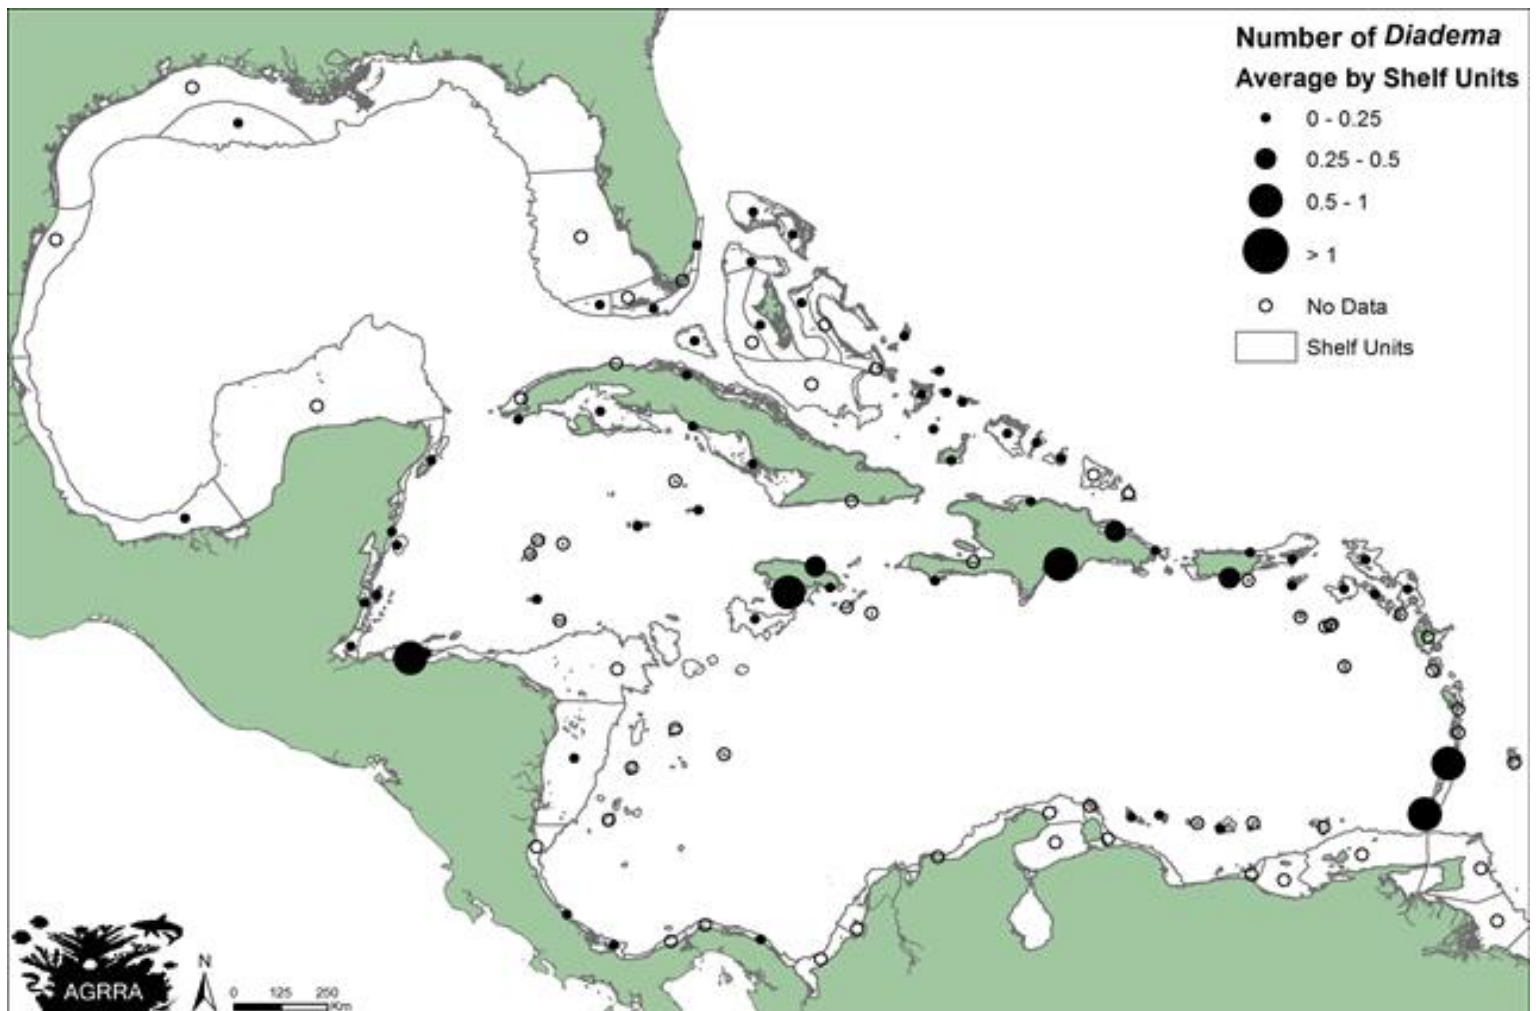 Number of Diadema
Average by Shelf Units
0 - 0.25
0.25 - 0.5
0.5 - 1
> 1
No Data
Shelf Units
AGRRA
N
0 125 250
Km